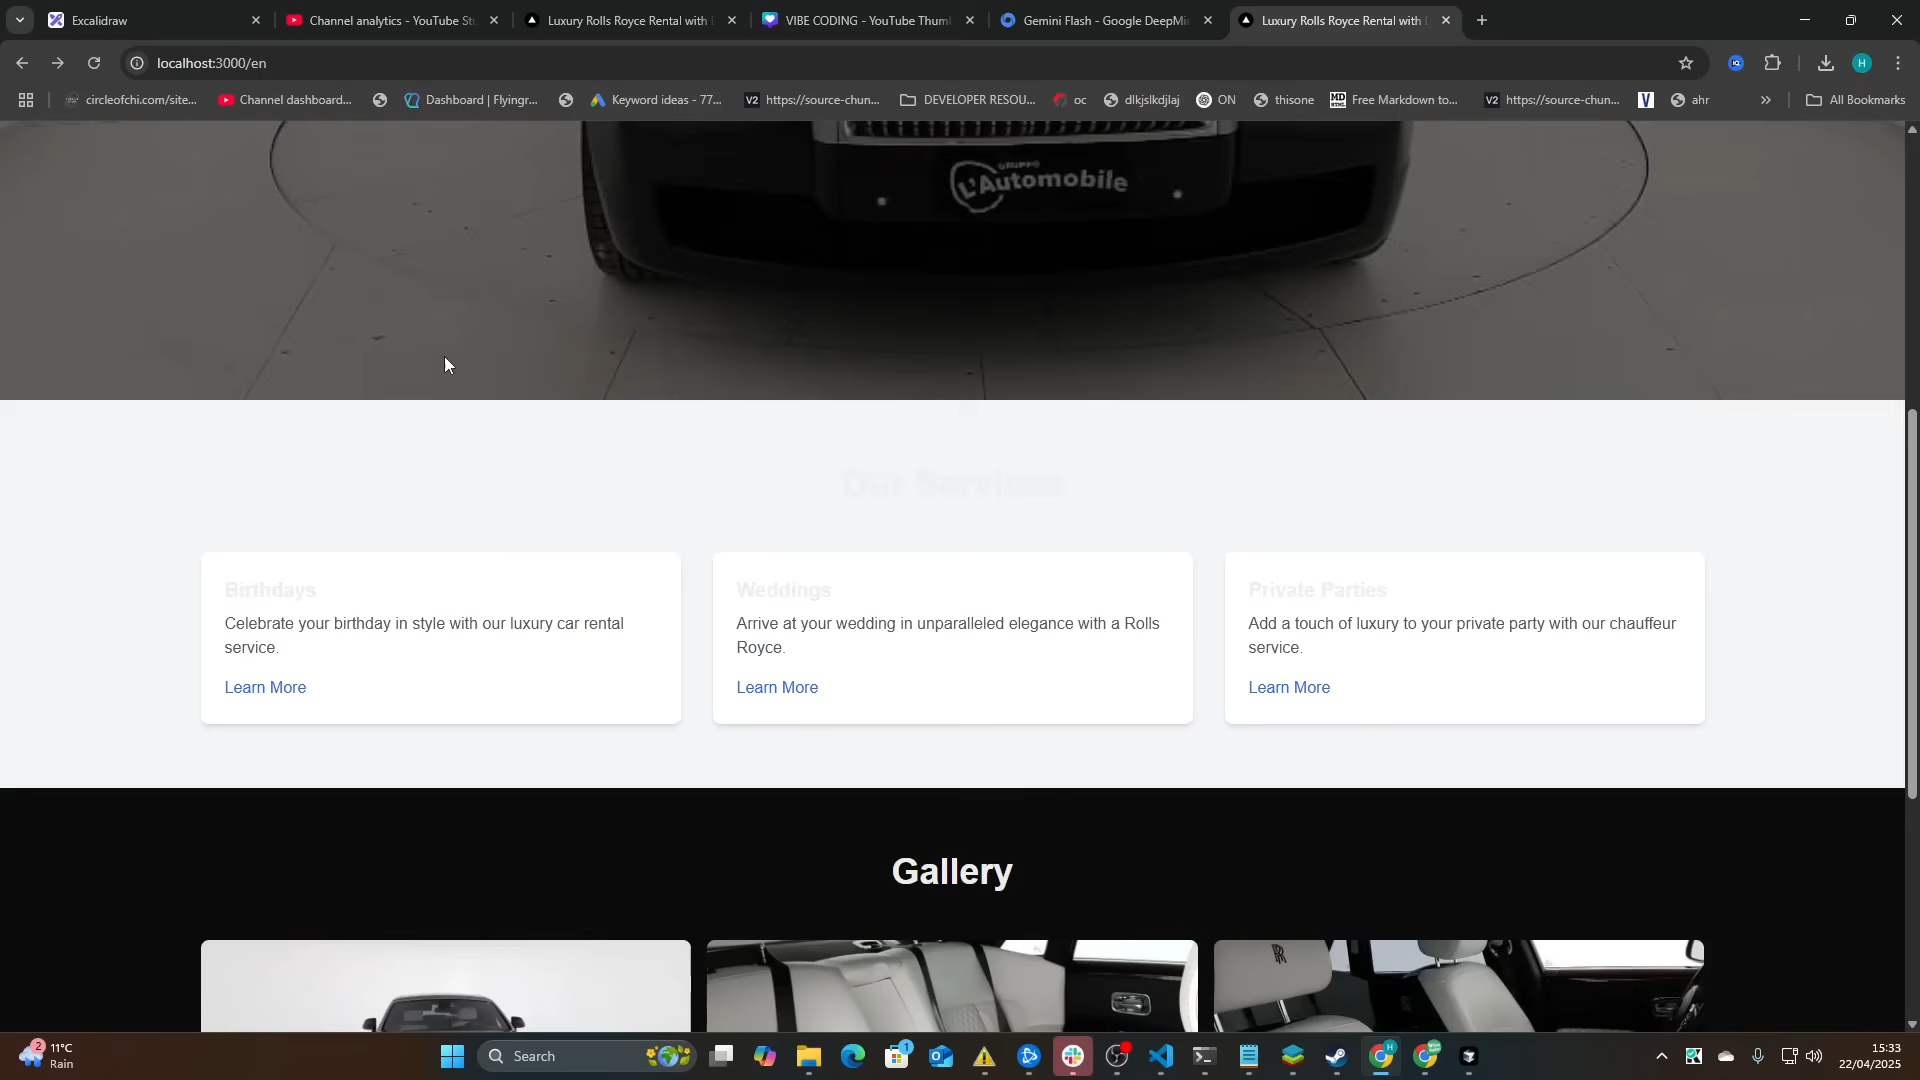 Excalidraw
Channel analytics - YouTube St
Luxury Rolls Royce Rental with
VIBE CODING - YouTube Thum
Gemini Flash - Google DeepMi
Luxury Rolls Royce Rental with
localhost:3000/en
H
circleofchi.com/site...
Channel dashboard...
Dashboard | Flyingr...
Keyword ideas - 77...
V2 https://source-chun...
DEVELOPER RESOU...
oc
dlkjslkdjlaj
ON
thisone
Free Markdown to...
V2 https://source-chun...
V
ahr
All Bookmarks
GRUPPO
L'Automobile
Our Services
Birthdays
Celebrate your birthday in style with our luxury car rental
service.
Learn More
Weddings
Arrive at your wedding in unparalleled elegance with a Rolls
Royce.
Learn More
Private Parties
Add a touch of luxury to your private party with our chauffeur
service.
Learn More
Gallery
2
11°C
Rain
Search
1
15:33
22/04/2025